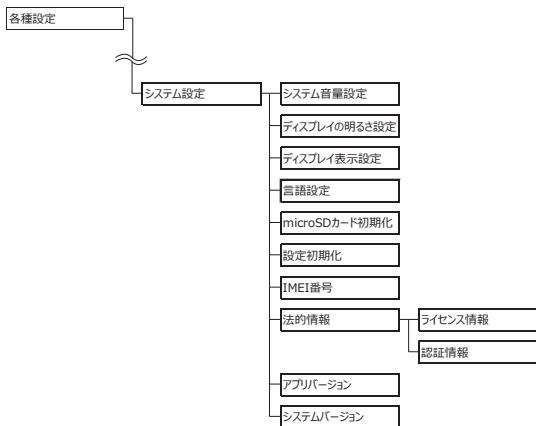 各種設定
システム設定
システム音量設定
ディスプレイの明るさ設定
ディスプレイ表示設定
言語設定
microSDカード初期化
設定初期化
IMEI番号
法的情報
ライセンス情報
認証情報
アプリバージョン
システムバージョン